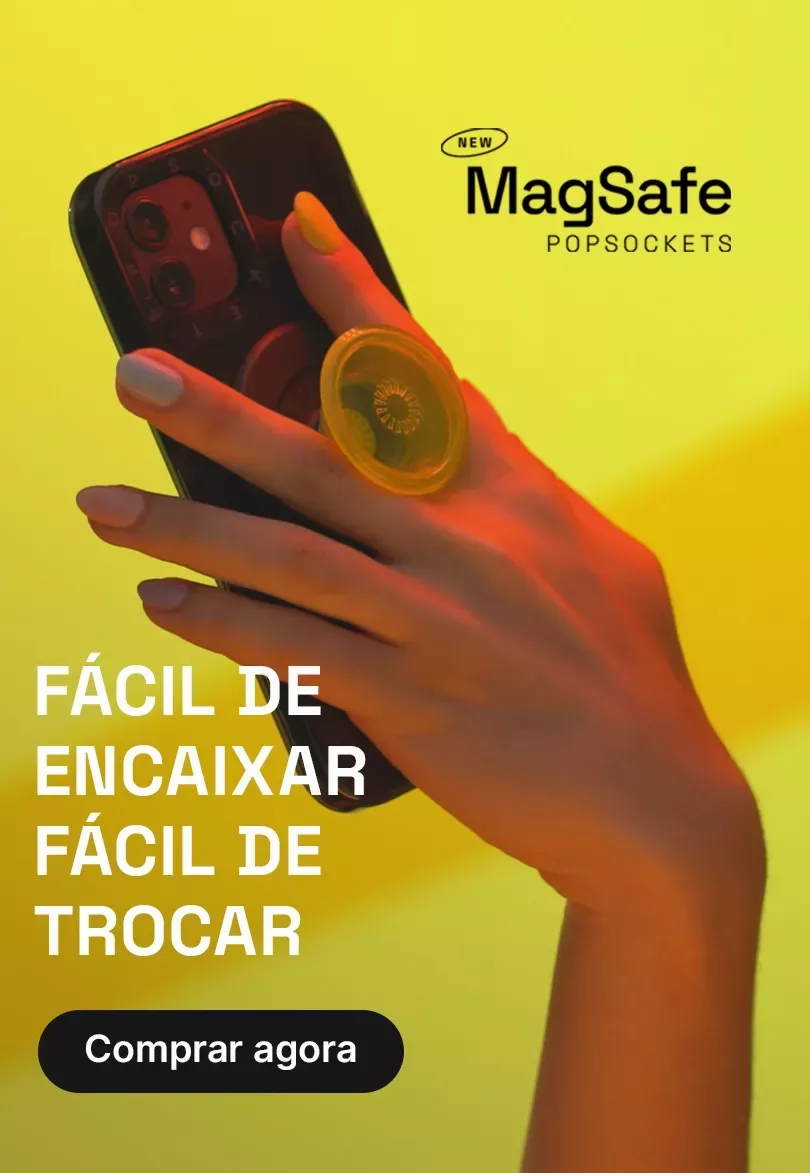 NEW
MagSafe
POPSOCKETS
FÁCIL DE
ENCAIXAR
FÁCIL DE
TROCAR
Comprar agora